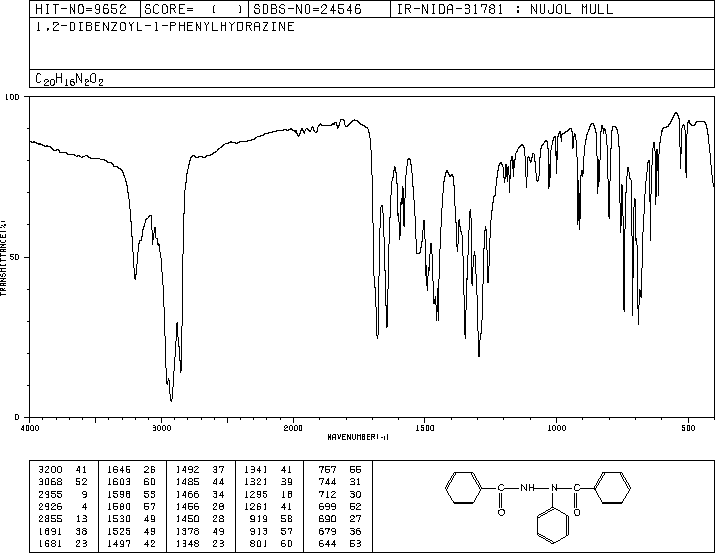 HIT-NO=9652 SCORE= ( ) SDBS-NO=24546 IR-NIDA-31781 : NUJOL MULL
1,2-DIBENZOYL-1-PHENYLHYDRAZINE
C20H16N2O2
100
50
0
TRANSMITTANCE(%)
4000 3000 2000 1500 1000 500
WAVENUMBER(-1)
3200 41 1646 26 1492 37 1341 41 757 55
3068 52 1603 60 1485 44 1321 39 744 31
2955 9 1598 55 1466 34 1295 18 712 30
2926 4 1580 57 1456 28 1261 41 699 52
2855 13 1530 49 1450 28 919 58 690 27
1691 38 1525 49 1378 49 913 57 679 36
1681 23 1497 42 1348 23 801 60 644 53
C NH N C
O O